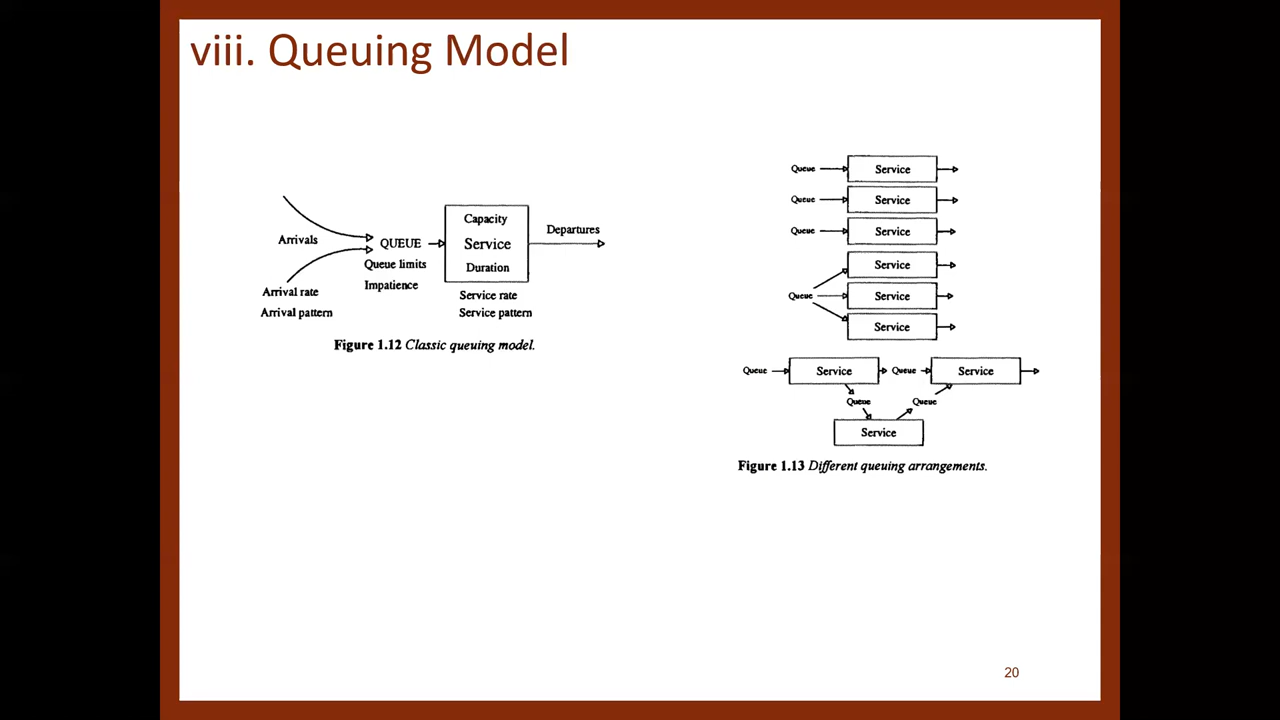 viii. Queuing Model
Arrivals
Arrival rate
Arrival pattern
QUEUE
Queue limits
Impatience
Capacity
Service
Duration
Service rate
Service pattern
Departures
Figure 1.12 Classic queuing model.
Queue Service
Queue Service
Queue Service
Service
Queue Service
Service
Queue Service Queue Service
Queue Queue
Service
Figure 1.13 Different queuing arrangements.
20